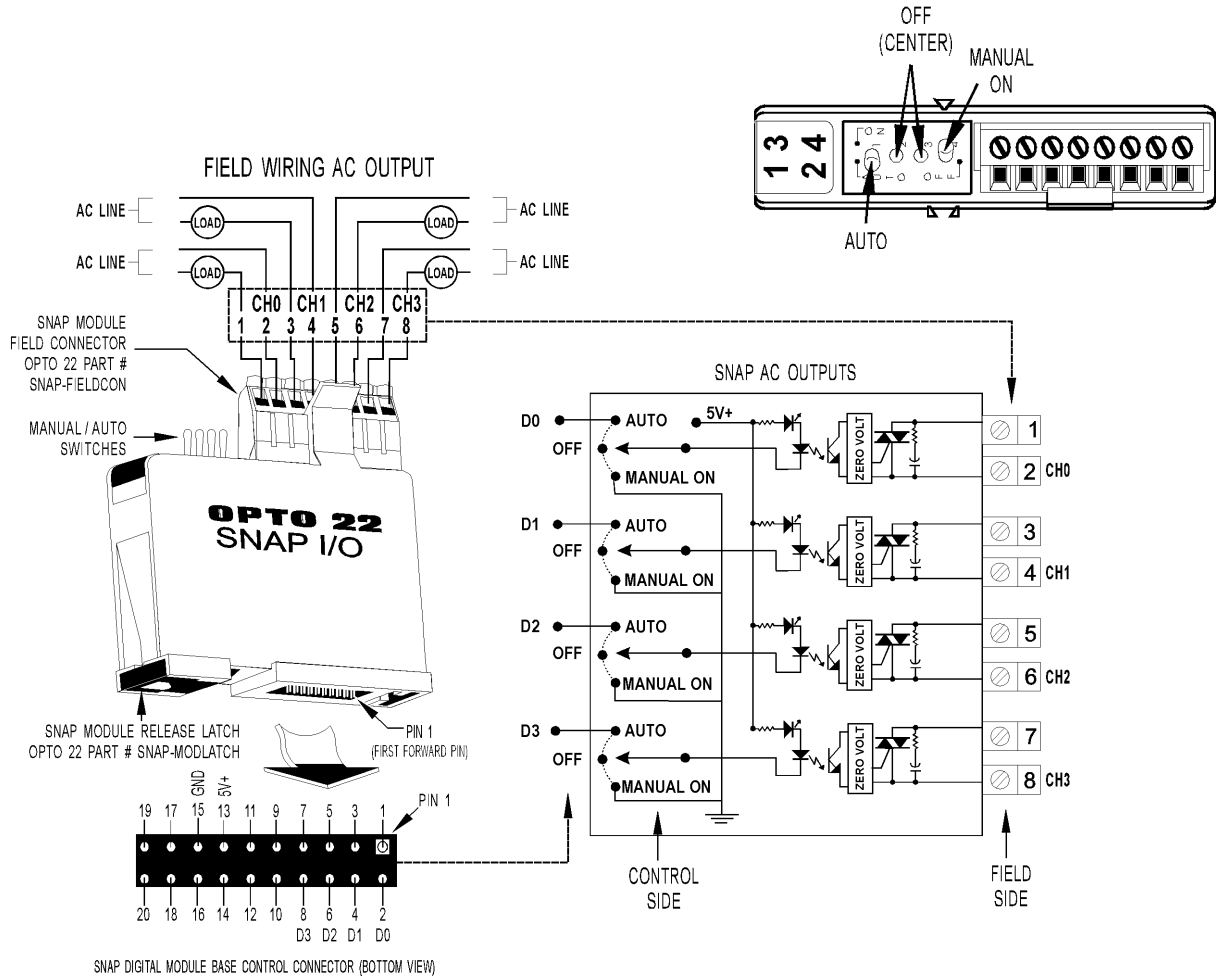 OFF
(CENTER)
MANUAL
ON
1 3
2 4
AUTO
FIELD WIRING AC OUTPUT
AC LINE
LOAD
LOAD
AC LINE
AC LINE
LOAD
LOAD
AC LINE
CH0 CH1 CH2 CH3
1 2 3 4 5 6 7 8
SNAP MODULE
FIELD CONNECTOR
OPTO 22 PART #
SNAP-FIELDCON
MANUAL/AUTO
SWITCHES
OPTO 22
SNAP I/O
SNAP MODULE RELEASE LATCH
OPTO 22 PART # SNAP-MODLATCH
PIN 1
(FIRST FORWARD PIN)
GND
5V+
PIN 1
19 17 15 13 11 9 7 5 3 1
20 18 16 14 12 10 8 6 4 2
D3 D2 D1 D0
SNAP DIGITAL MODULE BASE CONTROL CONNECTOR (BOTTOM VIEW)
SNAP AC OUTPUTS
D0
AUTO
5V+
OFF
MANUAL ON
ZERO VOLT
1
2 CH0
D1
AUTO
OFF
MANUAL ON
ZERO VOLT
3
4 CH1
D2
AUTO
OFF
MANUAL ON
ZERO VOLT
5
6 CH2
D3
AUTO
OFF
MANUAL ON
ZERO VOLT
7
8 CH3
CONTROL
SIDE
FIELD
SIDE